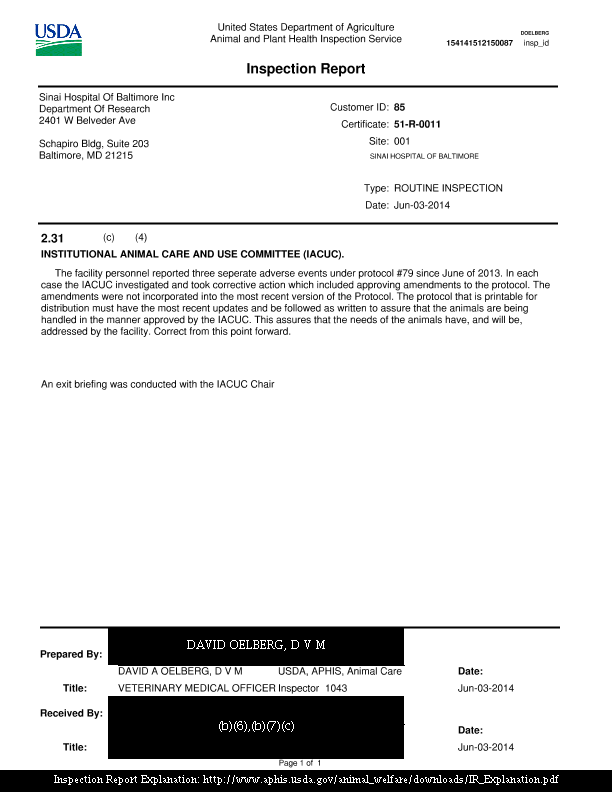 USDA
United States Department of Agriculture
Animal and Plant Health Inspection Service
DOELBERG
154141512150087 insp_id
Inspection Report
Sinai Hospital Of Baltimore Inc
Department Of Research
2401 W Belveder Ave
Schapiro Bldg, Suite 203
Baltimore, MD 21215
Customer ID: 85
Certificate: 51-R-0011
Site: 001
SINAI HOSPITAL OF BALTIMORE
Type: ROUTINE INSPECTION
Date: Jun-03-2014
2.31 (c) (4)
INSTITUTIONAL ANIMAL CARE AND USE COMMITTEE (IACUC).
The facility personnel reported three seperate adverse events under protocol #79 since June of 2013. In each
case the IACUC investigated and took corrective action which included approving amendments to the protocol. The
amendments were not incorporated into the most recent version of the Protocol. The protocol that is printable for
distribution must have the most recent updates and be followed as written to assure that the animals are being
handled in the manner approved by the IACUC. This assures that the needs of the animals have, and will be,
addressed by the facility. Correct from this point forward.
An exit briefing was conducted with the IACUC Chair
DAVID OELBERG, D V M
Prepared By:
DAVID A OELBERG, D V M USDA, APHIS, Animal Care Date:
Title: VETERINARY MEDICAL OFFICER Inspector 1043 Jun-03-2014
Received By:
(b)(6),(b)(7)(c)
Date:
Title: Jun-03-2014
Page 1 of 1
Inspection Report Explanation: http://www.aphis.usda.gov/animal_welfare/downloads/IR_Explanation.pdf